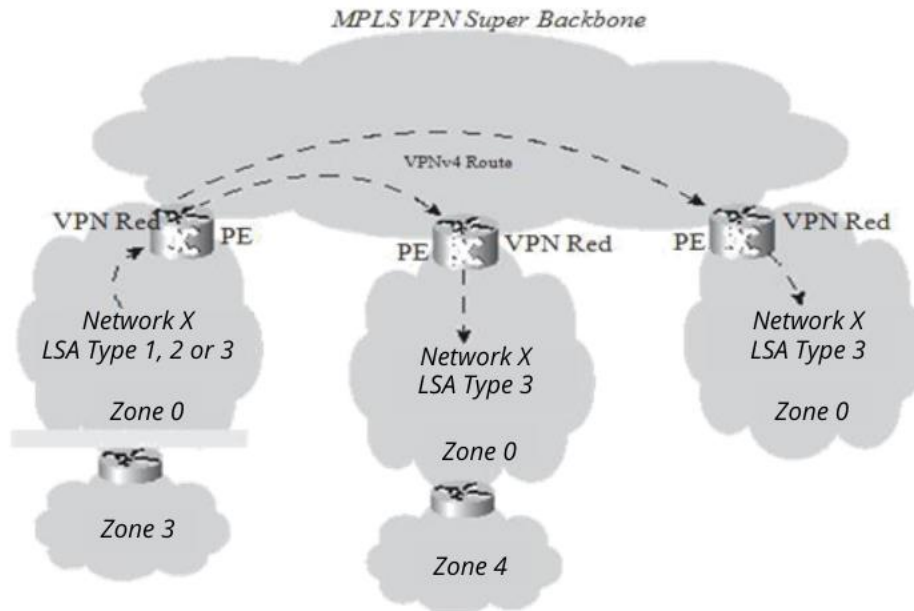 MPLS VPN Super Backbone
VPNv4 Route
VPN Red
PE
PE
VPN Red
PE
VPN Red
Network X
LSA Type 1, 2 or 3
Zone 0
Network X
LSA Type 3
Zone 0
Network X
LSA Type 3
Zone 0
Zone 3
Zone 4